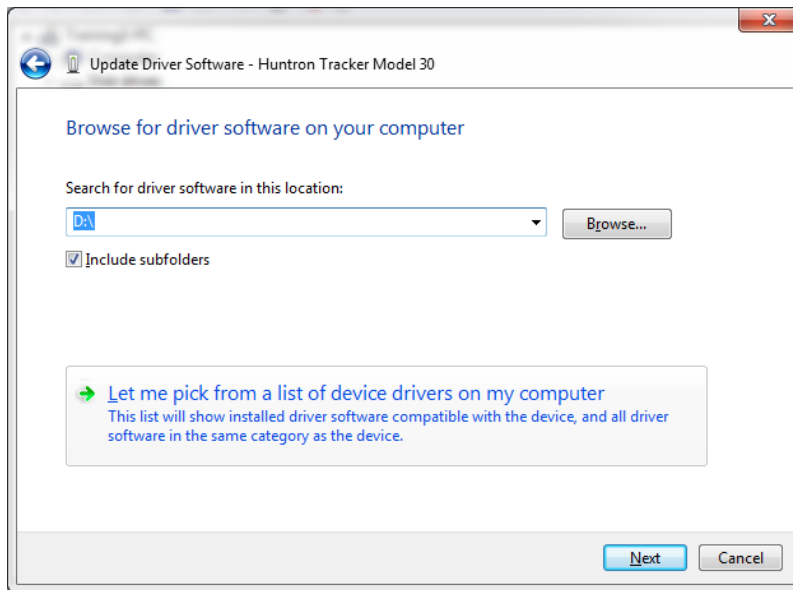 Update Driver Software - Huntron Tracker Model 30
Browse for driver software on your computer
Search for driver software in this location:
D:\
Browse...
Include subfolders
Let me pick from a list of device drivers on my computer
This list will show installed driver software compatible with the device, and all driver
software in the same category as the device.
Next
Cancel